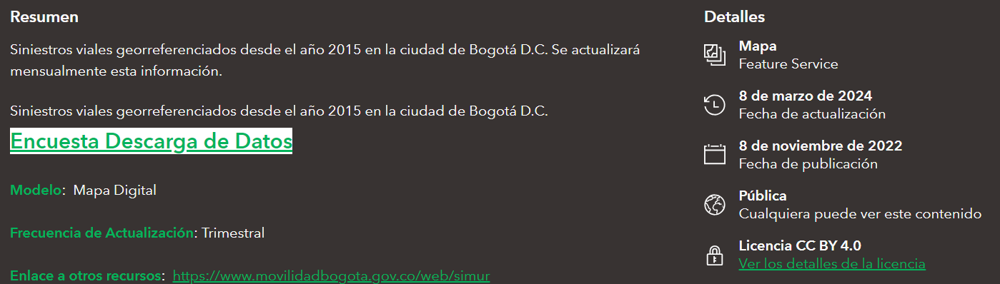 Resumen
Siniestros viales georreferenciados desde el año 2015 en la ciudad de Bogotá D.C. Se actualizará
mensualmente esta información.
Siniestros viales georreferenciados desde el año 2015 en la ciudad de Bogotá D.C.
Encuesta Descarga de Datos
Modelo: Mapa Digital
Frecuencia de Actualización: Trimestral
Enlace a otros recursos: https://www.movilidadbogota.gov.co/web/simur
Detalles
Mapa
Feature Service
8 de marzo de 2024
Fecha de actualización
8 de noviembre de 2022
Fecha de publicación
Pública
Cualquiera puede ver este contenido
Licencia CC BY 4.0
Ver los detalles de la licencia